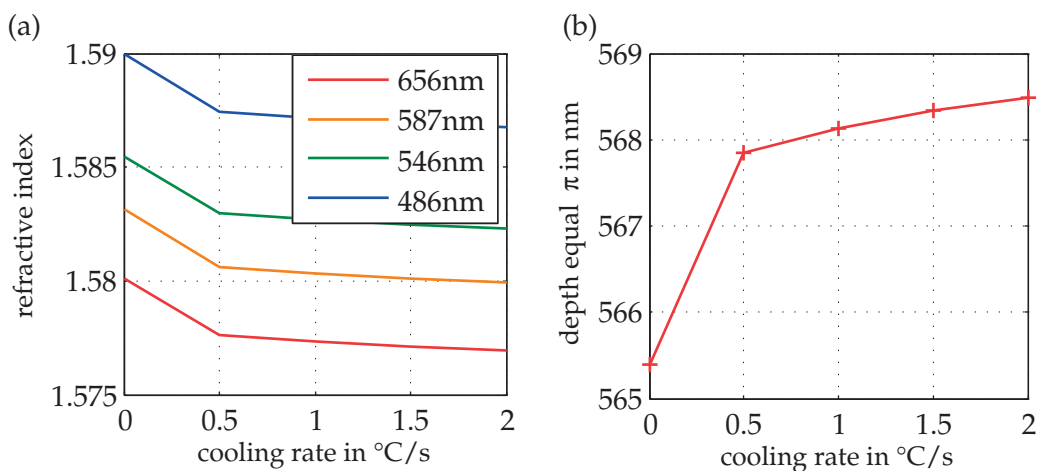 (a)
1.59
1.585
1.58
1.575
refractive index
656nm
587nm
546nm
486nm
0
0.5
1
1.5
2
cooling rate in °C/s
(b)
569
568
567
566
565
depth equal π in nm
0
0.5
1
1.5
2
cooling rate in °C/s